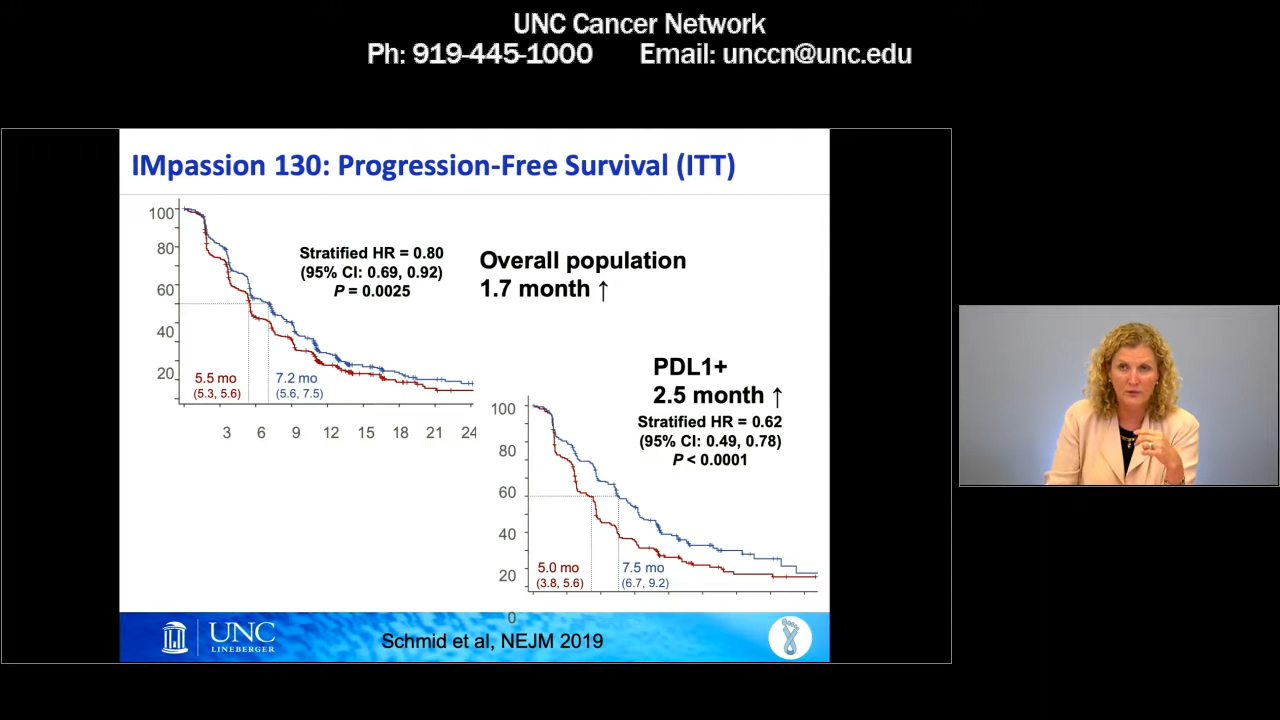 UNC Cancer Network
Ph: 919-445-1000 Email: unccn@unc.edu
IMpassion 130: Progression-Free Survival (ITT)
100
80
60
40
20
Stratified HR = 0.80
(95% CI: 0.69, 0.92)
P = 0.0025
5.5 mo
(5.3, 5.6)
7.2 mo
(5.6, 7.5)
3 6 9 12 15 18 21 24
Overall population
1.7 month ↑
PDL1+
2.5 month ↑
Stratified HR = 0.62
(95% CI: 0.49, 0.78)
P < 0.0001
100
80
60
40
20
0
5.0 mo
(3.8, 5.6)
7.5 mo
(6.7, 9.2)
UNC
LINEBERGER
Schmid et al, NEJM 2019